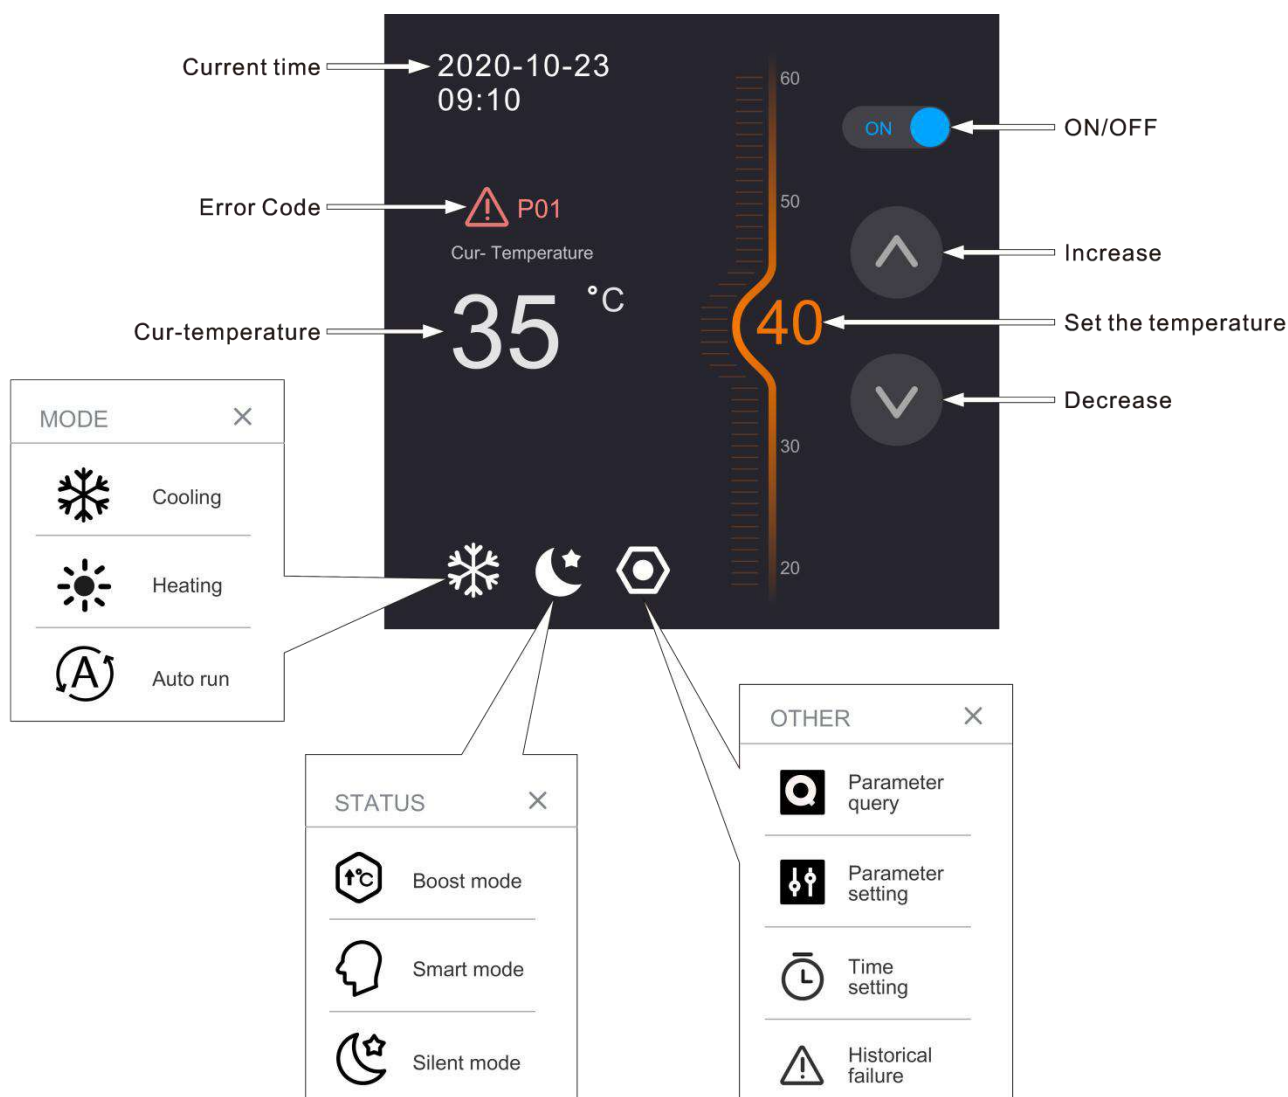 Current time
2020-10-23
09:10
60
ON
ON/OFF
Error Code
P01
50
Cur- Temperature
Increase
Cur-temperature
35 °C
40
Set the temperature
Decrease
30
20
MODE
Cooling
Heating
A
Auto run
STATUS
°C
Boost mode
Smart mode
Silent mode
OTHER
Parameter
query
Parameter
setting
Time
setting
Historical
failure